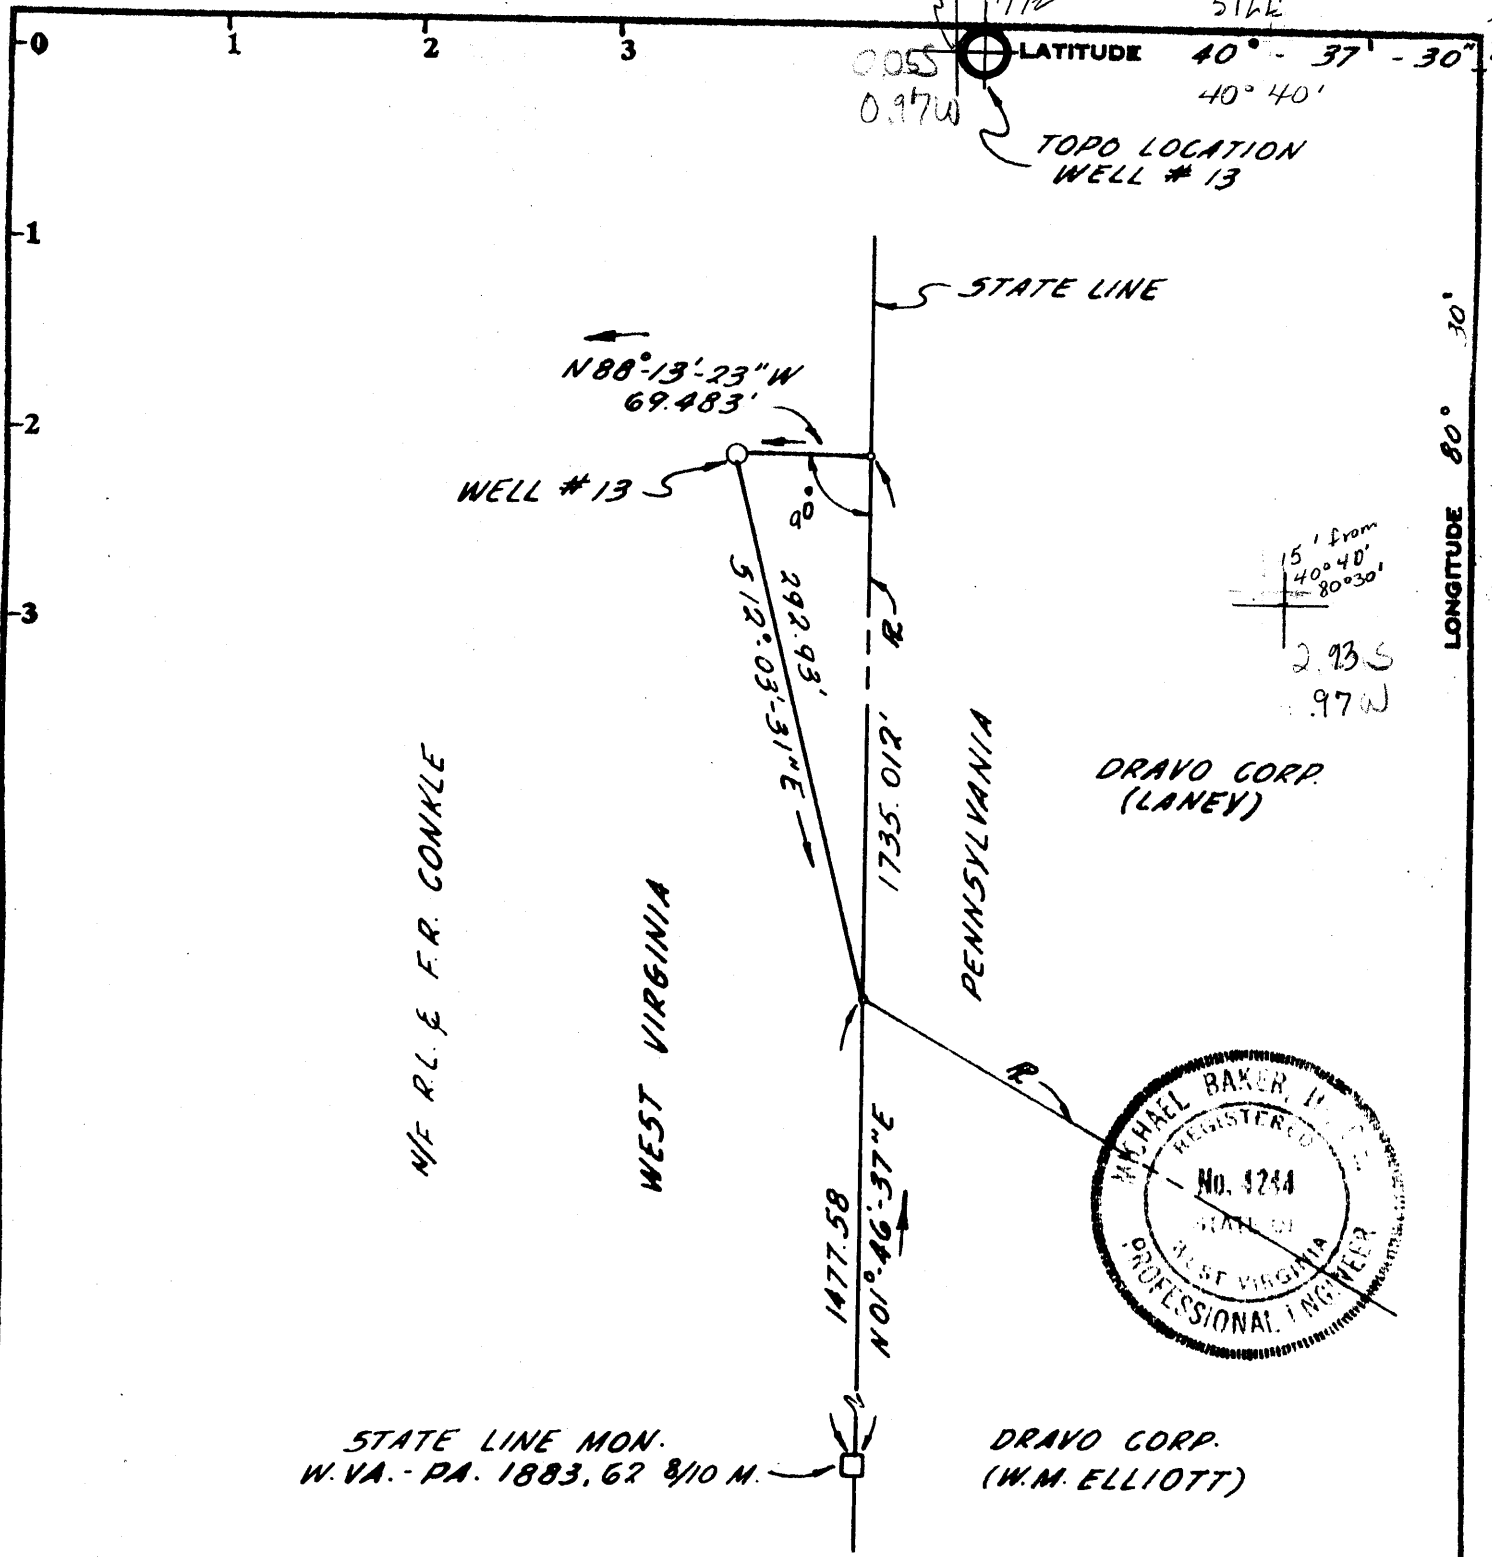 0 1 2 3
0.05S
0.97W
LATITUDE 40° - 37' - 30"
40° 40'
TOPO LOCATION
WELL # 13
1
STATE LINE
N 88°-13'-23" W
69.483'
2
WELL # 13
90°
292.93'
S 12°-03'-31" E
3
LONGITUDE 80° 30'
15' from
40° 40'
80° 30'
2.93 S
.97 W
1735.012'
PENNSYLVANIA
DRAVO CORP.
(LANEY)
N/F R.L. & F.R. CONKLE
WEST VIRGINIA
1477.58
N 01°-46'-37" E
MICHAEL BAKER,
REGISTERED
No. 4244
STATE OF
WEST VIRGINIA
PROFESSIONAL ENGINEER
STATE LINE MON.
W. VA. - PA. 1883, 62 8/10 M.
DRAVO CORP.
(W.M. ELLIOTT)